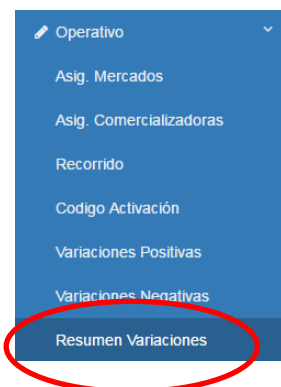 Operativo
Asig. Mercados
Asig. Comercializadoras
Recorrido
Codigo Activación
Variaciones Positivas
Variaciones Negativas
Resumen Variaciones